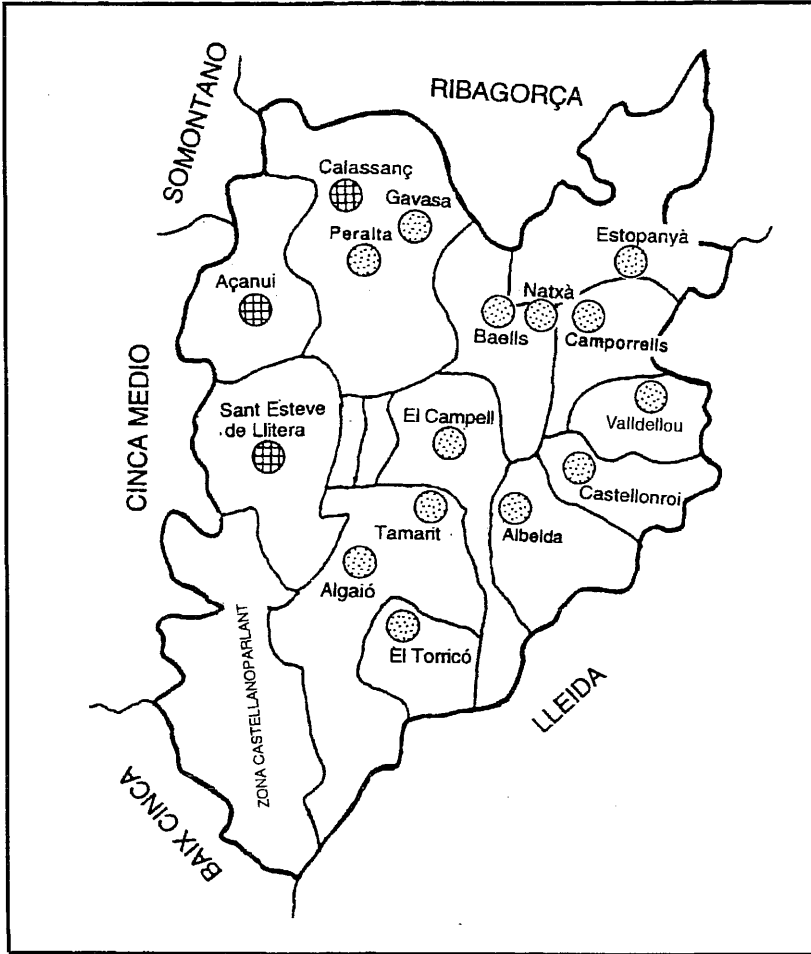 RIBAGORÇA
SOMONTANO
Calassanç
Gavasa
Peralta
Estopanyà
Açanui
Natxà
Baells
Camporrells
CINCA MEDIO
Sant Esteve
de Llitera
El Campell
Valldellou
Castellonroi
Tamarit
Albelda
Algaió
El Torricó
ZONA CASTELLANOPARLANT
LLEIDA
BAIX CINCA